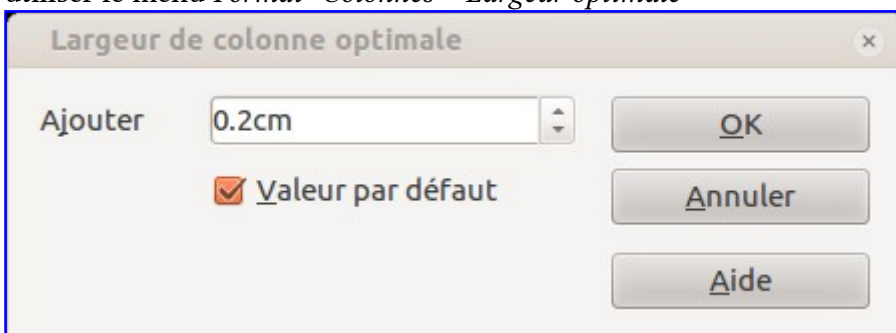 utiliser le menu Format Colonnes Largeur optimale
Largeur de colonne optimale
Ajouter
0.2cm
OK
Valeur par défaut
Annuler
Aide